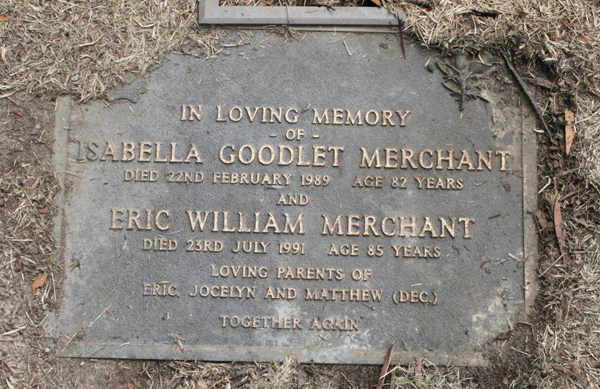 IN LOVING MEMORY
- OF -
ISABELLA GOODLET MERCHANT
DIED 22ND FEBRUARY 1989 AGE 82 YEARS
AND
ERIC WILLIAM MERCHANT
DIED 23RD JULY 1991 AGE 85 YEARS
LOVING PARENTS OF
ERIC, JOCELYN AND MATTHEW (DEC.)
TOGETHER AGAIN